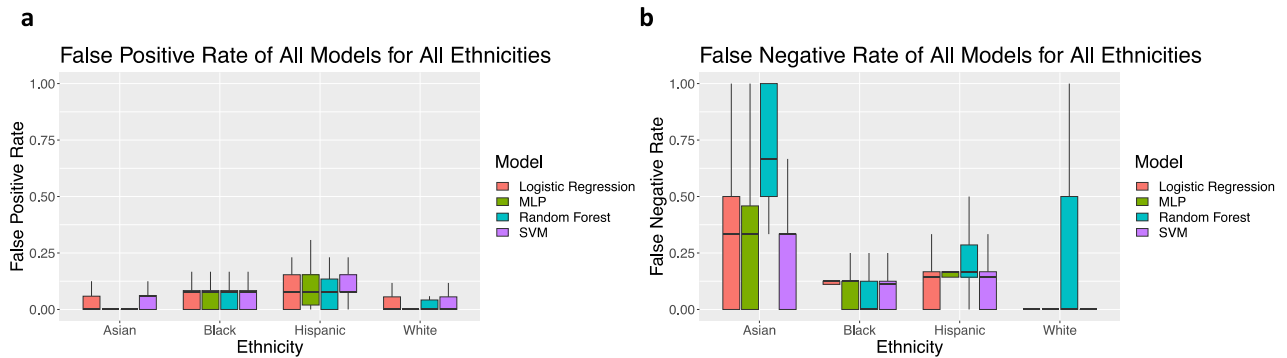 a
False Positive Rate of All Models for All Ethnicities
False Positive Rate
1.00
0.75
0.50
0.25
0.00
Asian
Black
Hispanic
White
Ethnicity
Model
Logistic Regression
MLP
Random Forest
SVM
b
False Negative Rate of All Models for All Ethnicities
False Negative Rate
1.00
0.75
0.50
0.25
0.00
Asian
Black
Hispanic
White
Ethnicity
Model
Logistic Regression
MLP
Random Forest
SVM